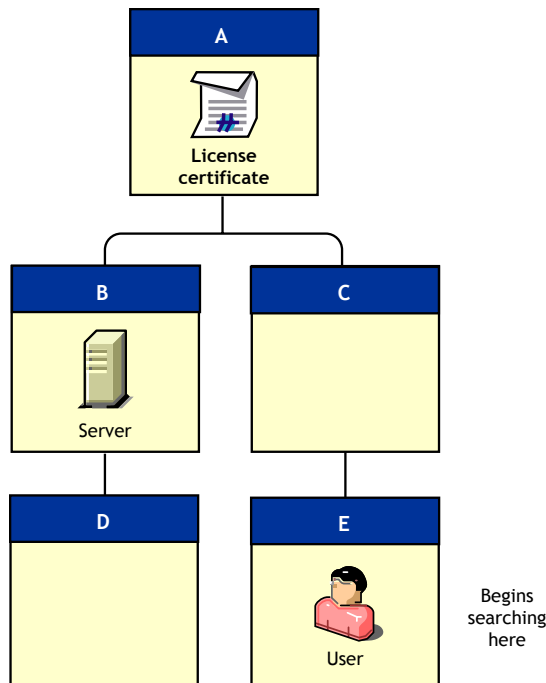 A
License
certificate
B
C
Server
D
E
User
Begins
searching
here